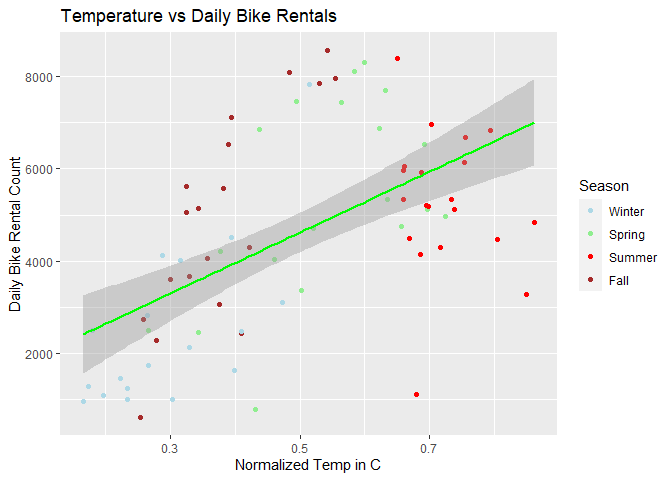 Temperature vs Daily Bike Rentals
8000
6000
4000
2000
Daily Bike Rental Count
0.3 0.5 0.7
Normalized Temp in C
Season
Winter
Spring
Summer
Fall